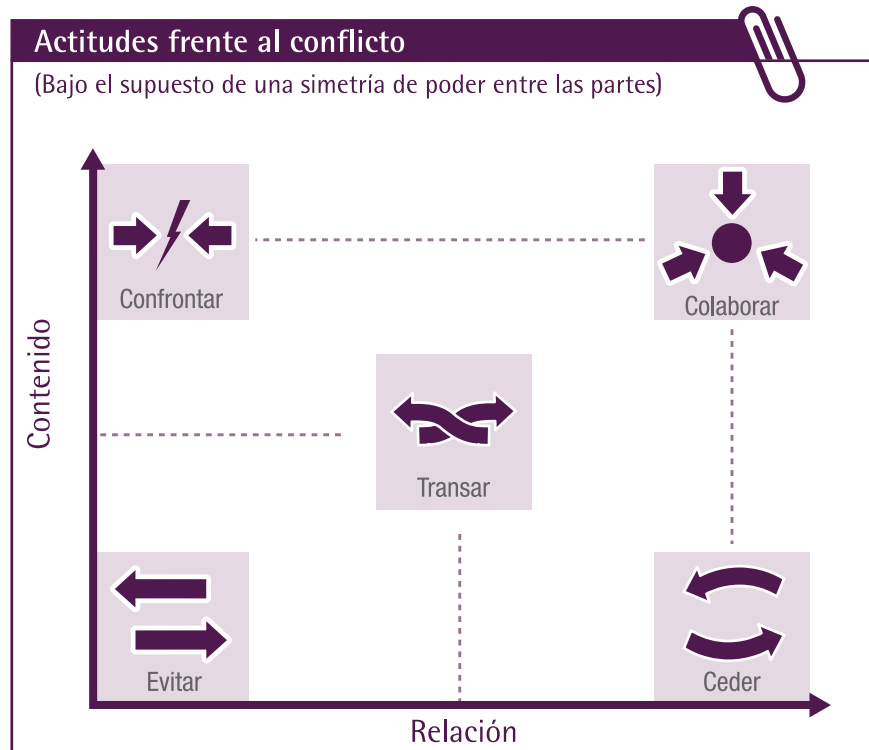 Actitudes frente al conflicto
(Bajo el supuesto de una simetría de poder entre las partes)
Confrontar
Colaborar
Contenido
Transar
Evitar
Ceder
Relación